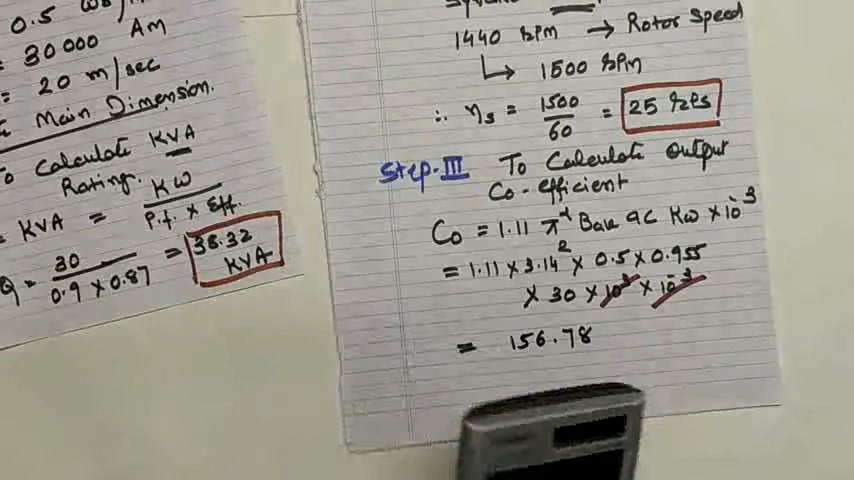 0.5 wb/
= 30000 AM
= 20 m/sec
Main Dimension.
To Calculate KVA
Rating.
KVA = KW / P.f. × Eff.
Q = 30 / 0.9 × 0.87 = 38.32 KVA
1440 rpm → Rotor Speed
↳ 1500 rpm
∴ ns = 1500 / 60 = 25 rps
Step-III To Calculate output
Co-efficient
Co = 1.11 π² Bav ac Kw × 10⁻³
= 1.11 × 3.14² × 0.5 × 0.955
× 30 × 10³ × 10⁻³
= 156.78